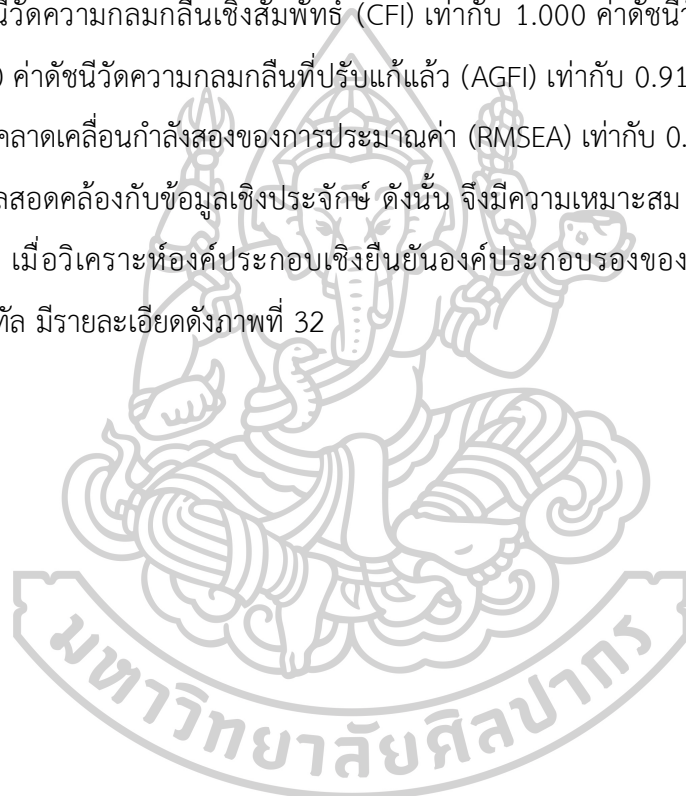 นีวัดความกลมกลืนเชิงสัมพัทธ์ (CFI) เท่ากับ 1.000 ค่าดัชนีวั
ค่าดัชนีวัดความกลมกลืนที่ปรับแก้แล้ว (AGFI) เท่ากับ 0.91
คลาดเคลื่อนกำลังสองของการประมาณค่า (RMSEA) เท่ากับ 0.
ลสอดคล้องกับข้อมูลเชิงประจักษ์ ดังนั้น จึงมีความเหมาะสม
เมื่อวิเคราะห์องค์ประกอบเชิงยืนยันองค์ประกอบรองของ
ทัล มีรายละเอียดดังภาพที่ 32
มหาวิทยาลัยศิลปากร